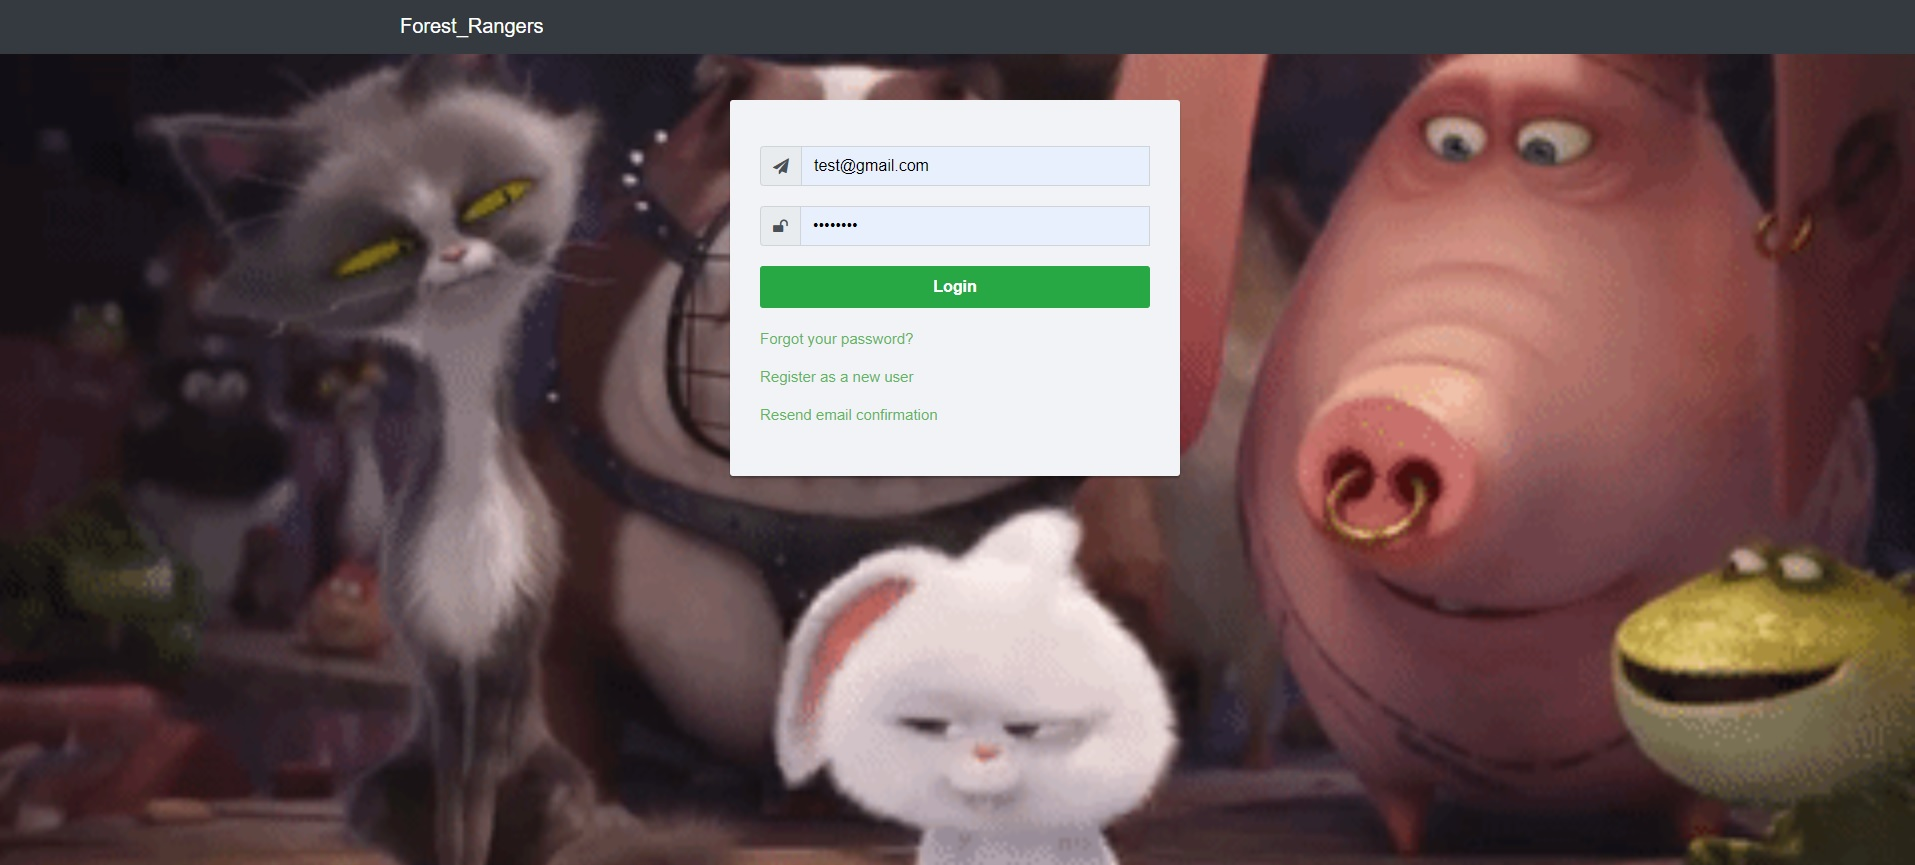 Forest_Rangers
test@gmail.com
••••••••
Login
Forgot your password?
Register as a new user
Resend email confirmation